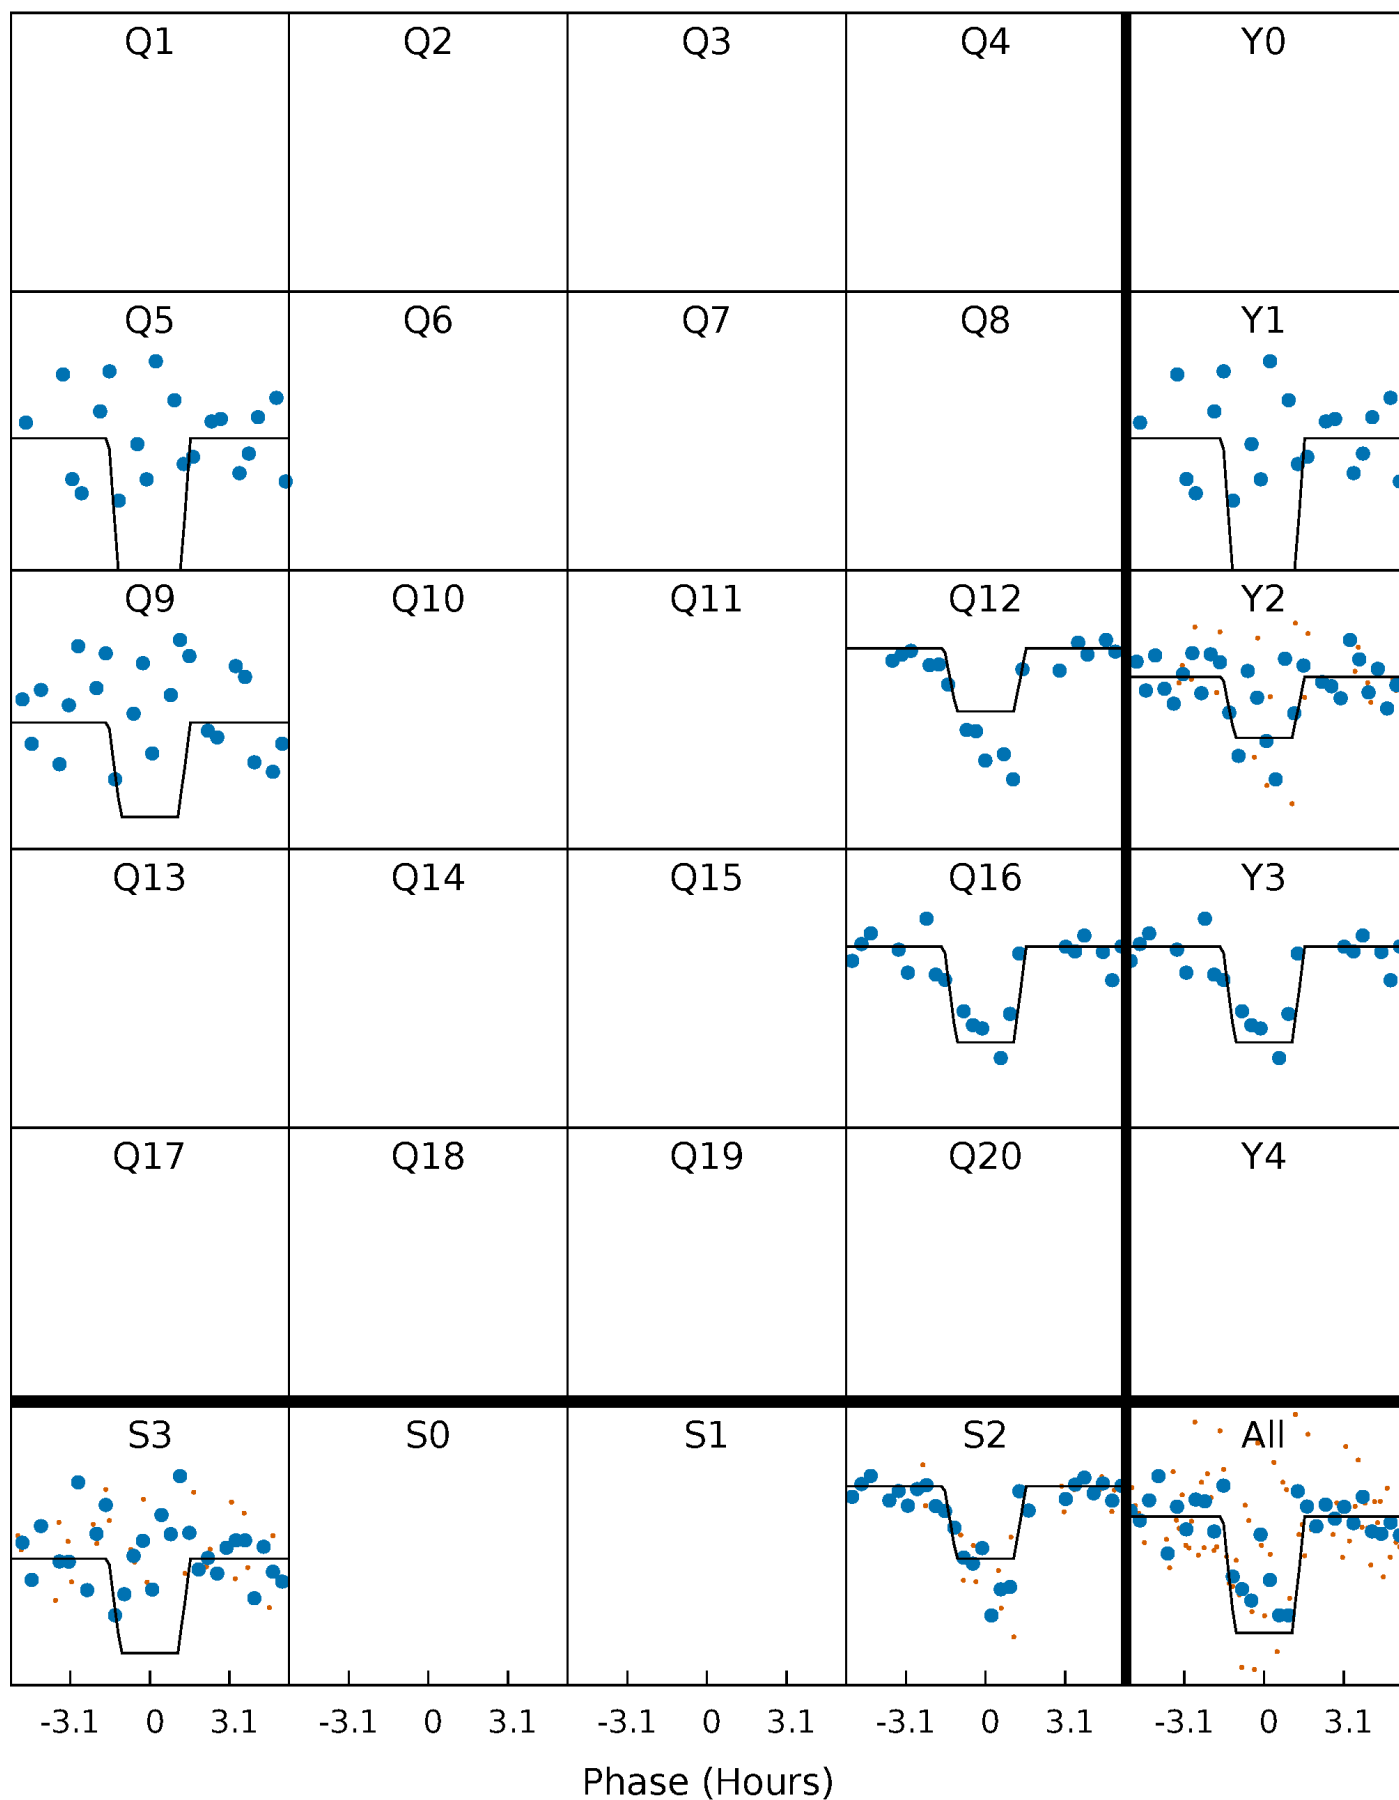 Q1 Q2 Q3 Q4 Y0
Q5 Q6 Q7 Q8 Y1
Q9 Q10 Q11 Q12 Y2
Q13 Q14 Q15 Q16 Y3
Q17 Q18 Q19 Q20 Y4
S3 S0 S1 S2 All
-3.1 0 3.1 -3.1 0 3.1 -3.1 0 3.1 -3.1 0 3.1 -3.1 0 3.1
Phase (Hours)